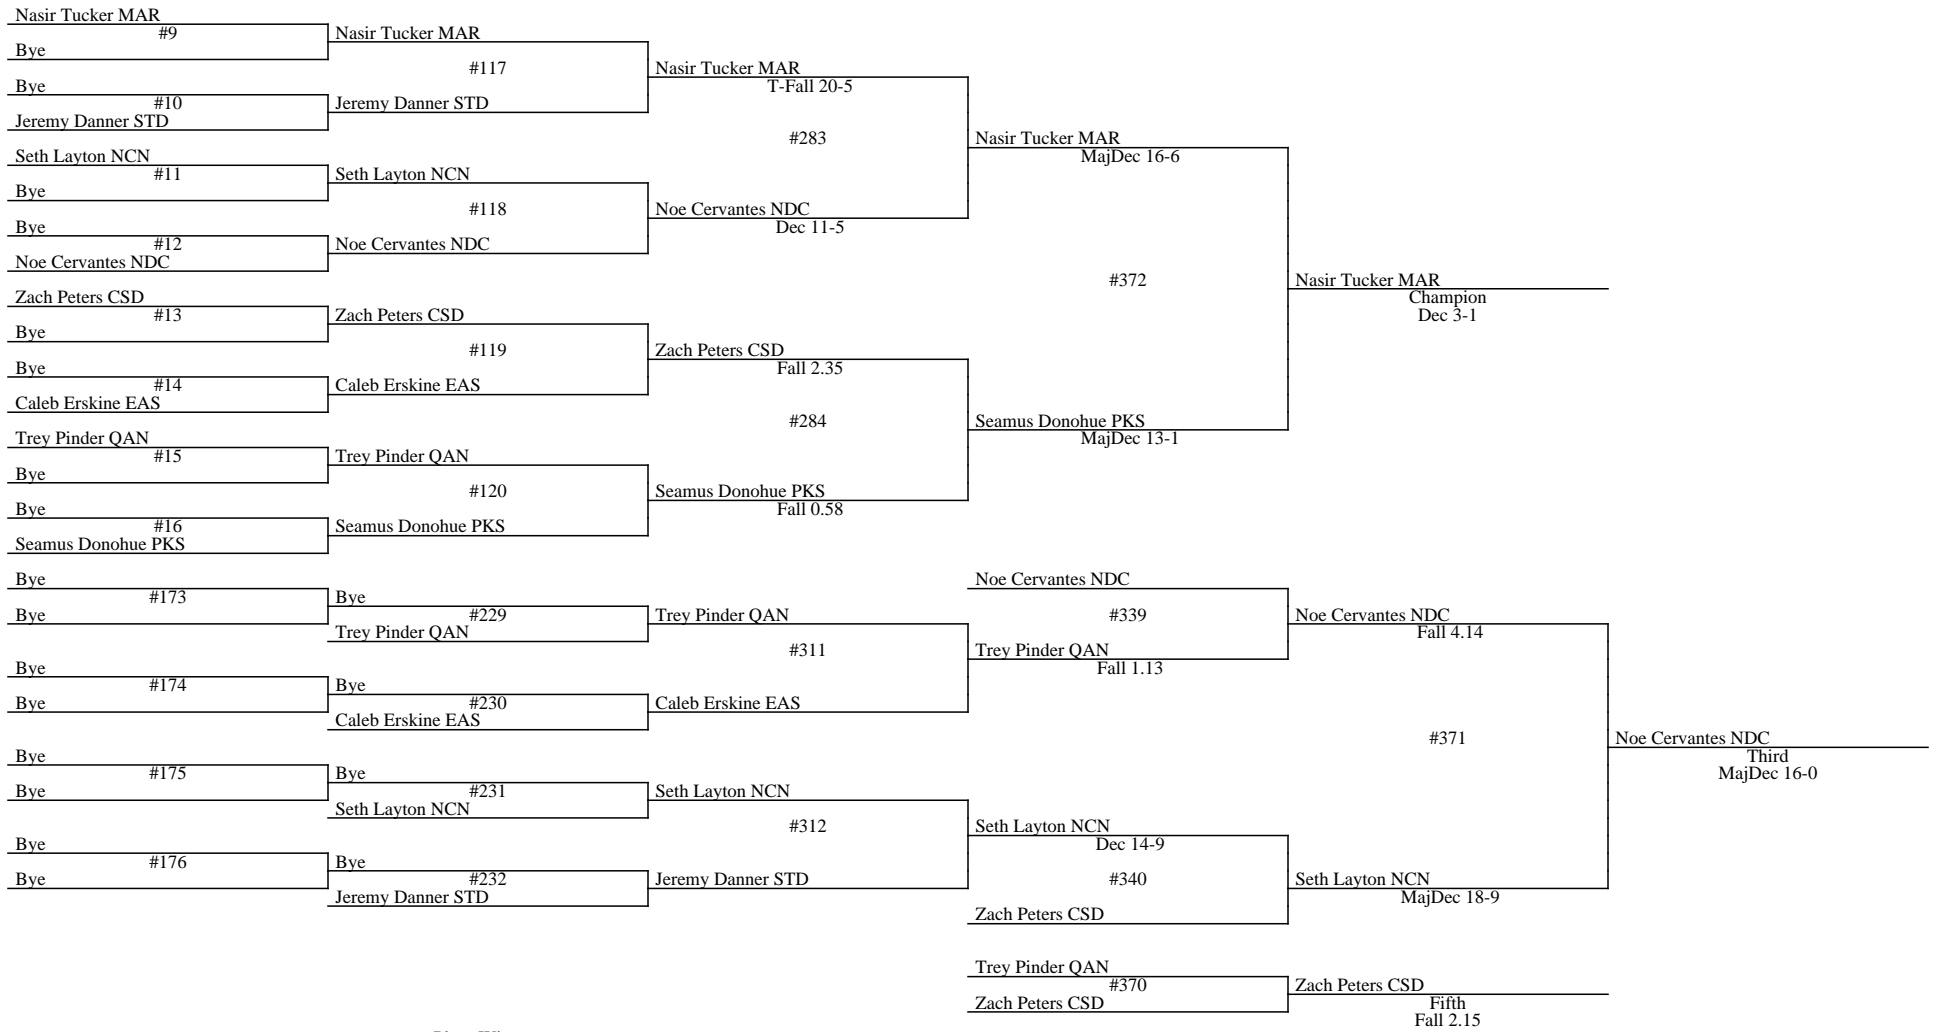 Nasir Tucker MAR
#9
Bye
Bye
#10
Jeremy Danner STD
Seth Layton NCN
#11
Bye
Bye
#12
Noe Cervantes NDC
Zach Peters CSD
#13
Bye
Bye
#14
Caleb Erskine EAS
Trey Pinder QAN
#15
Bye
Bye
#16
Seamus Donohue PKS
Nasir Tucker MAR
#117
Jeremy Danner STD
Seth Layton NCN
#118
Noe Cervantes NDC
Zach Peters CSD
#119
Caleb Erskine EAS
Trey Pinder QAN
#120
Seamus Donohue PKS
Nasir Tucker MAR
T-Fall 20-5
#283
Noe Cervantes NDC
Dec 11-5
Zach Peters CSD
Fall 2.35
#284
Seamus Donohue PKS
Fall 0.58
Nasir Tucker MAR
MajDec 16-6
#372
Seamus Donohue PKS
MajDec 13-1
Nasir Tucker MAR
Champion
Dec 3-1
Bye
#173
Bye
Bye
#174
Bye
Bye
#175
Bye
Bye
#176
Bye
Bye
#229
Trey Pinder QAN
Bye
#230
Caleb Erskine EAS
Bye
#231
Seth Layton NCN
Bye
#232
Jeremy Danner STD
Trey Pinder QAN
#311
Caleb Erskine EAS
Seth Layton NCN
#312
Jeremy Danner STD
Noe Cervantes NDC
#339
Trey Pinder QAN
Fall 1.13
Seth Layton NCN
Dec 14-9
#340
Zach Peters CSD
Noe Cervantes NDC
Fall 4.14
#371
Seth Layton NCN
MajDec 18-9
Noe Cervantes NDC
Third
MajDec 16-0
Trey Pinder QAN
#370
Zach Peters CSD
Zach Peters CSD
Fifth
Fall 2.15